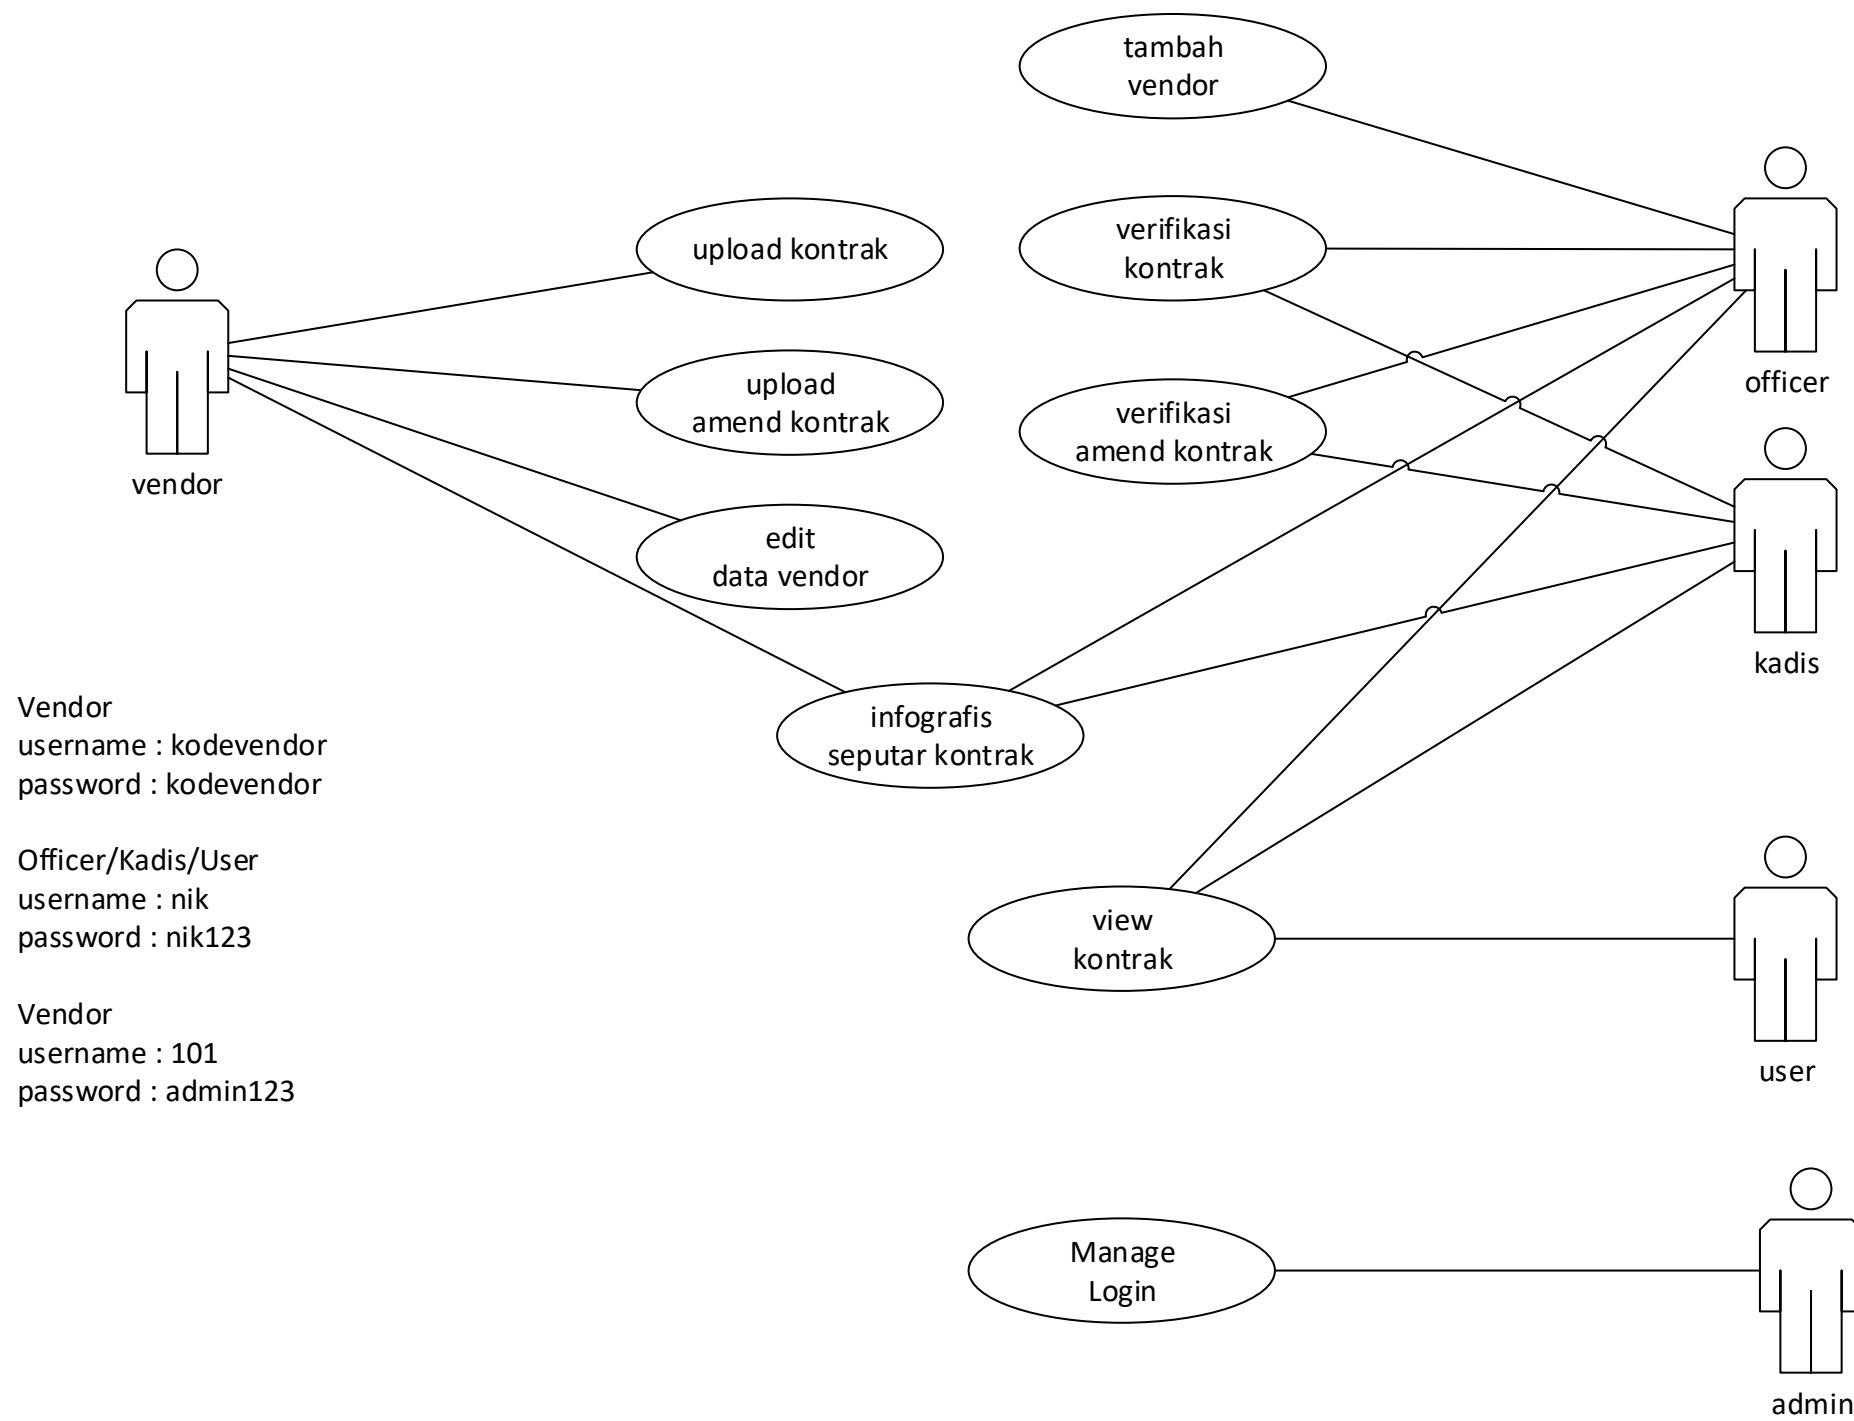 tambah
vendor
verifikasi
kontrak
upload kontrak
officer
upload
amend kontrak
verifikasi
amend kontrak
vendor
edit
data vendor
kadis
infografis
seputar kontrak
Vendor
username : kodevendor
password : kodevendor
Officer/Kadis/User
username : nik
password : nik123
view
kontrak
Vendor
username : 101
password : admin123
user
Manage
Login
admin